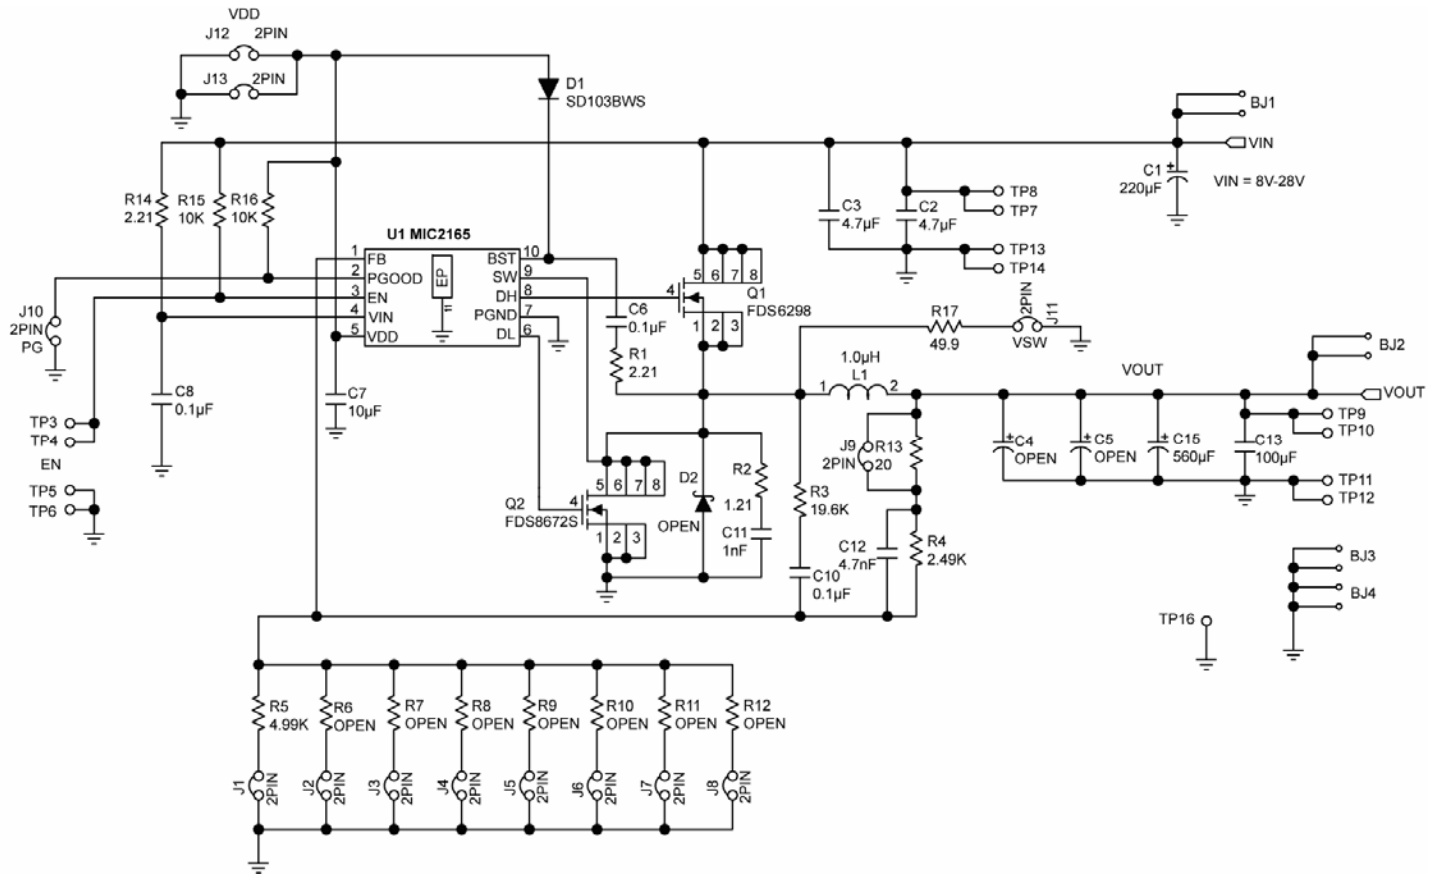 VDD
J12 2PIN
J13 2PIN
D1
SD103BWS
BJ1
VIN
C1
220µF
+
VIN = 8V-28V
R14
2.21
R15
10K
R16
10K
C3
4.7µF
C2
4.7µF
TP8
TP7
TP13
TP14
U1 MIC2165
1 FB
2 PGOOD
3 EN
4 VIN
5 VDD
EP
11
BST 10
SW 9
DH 8
PGND 7
DL 6
5 6 7 8
4
Q1
FDS6298
1 2 3
J10
2PIN
PG
C6
0.1µF
R1
2.21
R17
49.9
2PIN
J11
VSW
BJ2
1.0µH
1 L1 2
VOUT
VOUT
C8
0.1µF
C7
10µF
TP3
TP4
EN
TP5
TP6
J9
2PIN
R13
20
+
C4
OPEN
+
C5
OPEN
+
C15
560µF
C13
100µF
TP9
TP10
TP11
TP12
5 6 7 8
4
Q2
FDS8672S
1 2 3
D2
OPEN
R2
1.21
C11
1nF
R3
19.6K
C10
0.1µF
C12
4.7nF
R4
2.49K
BJ3
BJ4
TP16
R5
4.99K
R6
OPEN
R7
OPEN
R8
OPEN
R9
OPEN
R10
OPEN
R11
OPEN
R12
OPEN
J1 2PIN
J2 2PIN
J3 2PIN
J4 2PIN
J5 2PIN
J6 2PIN
J7 2PIN
J8 2PIN